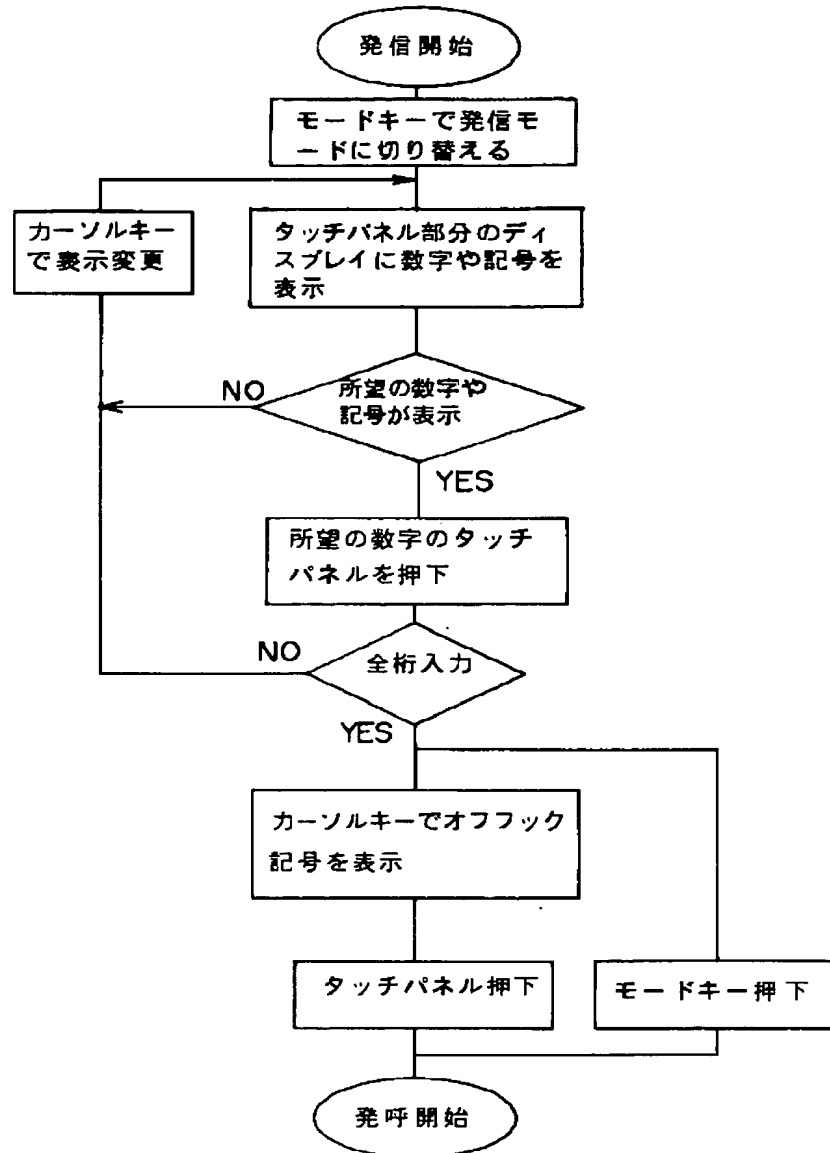 発信開始
モードキーで発信モ
ードに切り替える
カーソルキー
で表示変更
タッチパネル部分のディ
スプレイに数字や記号を
表示
NO
所望の数字や
記号が表示
YES
所望の数字のタッチ
パネルを押下
NO
全桁入力
YES
カーソルキーでオフフック
記号を表示
タッチパネル押下
モードキー押下
発呼開始